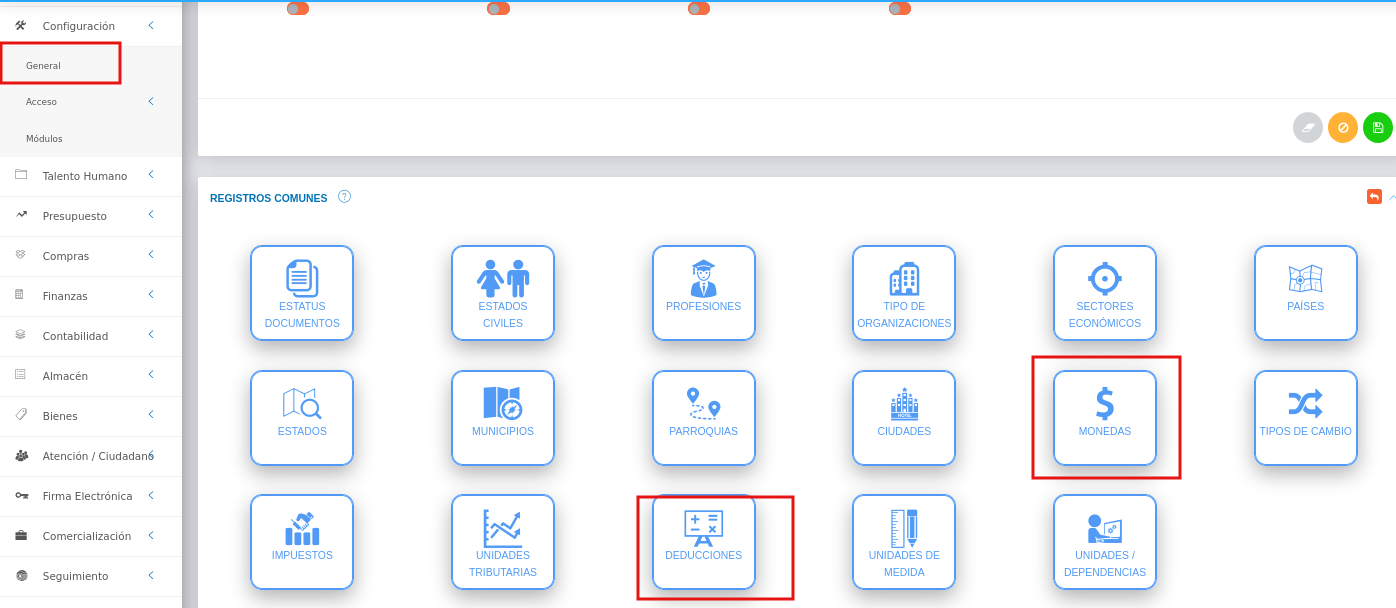 Configuración
General
Acceso
Módulos
Talento Humano
Presupuesto
Compras
Finanzas
Contabilidad
Almacén
Bienes
Atención / Ciudadano
Firma Electrónica
Comercialización
Seguimiento
REGISTROS COMUNES ?
ESTATUS
DOCUMENTOS
ESTADOS
CIVILES
PROFESIONES
TIPO DE
ORGANIZACIONES
SECTORES
ECONÓMICOS
PAÍSES
ESTADOS
MUNICIPIOS
PARROQUIAS
HOTEL
CIUDADES
MONEDAS
TIPOS DE CAMBIO
IMPUESTOS
UNIDADES
TRIBUTARIAS
DEDUCCIONES
UNIDADES DE
MEDIDA
UNIDADES /
DEPENDENCIAS